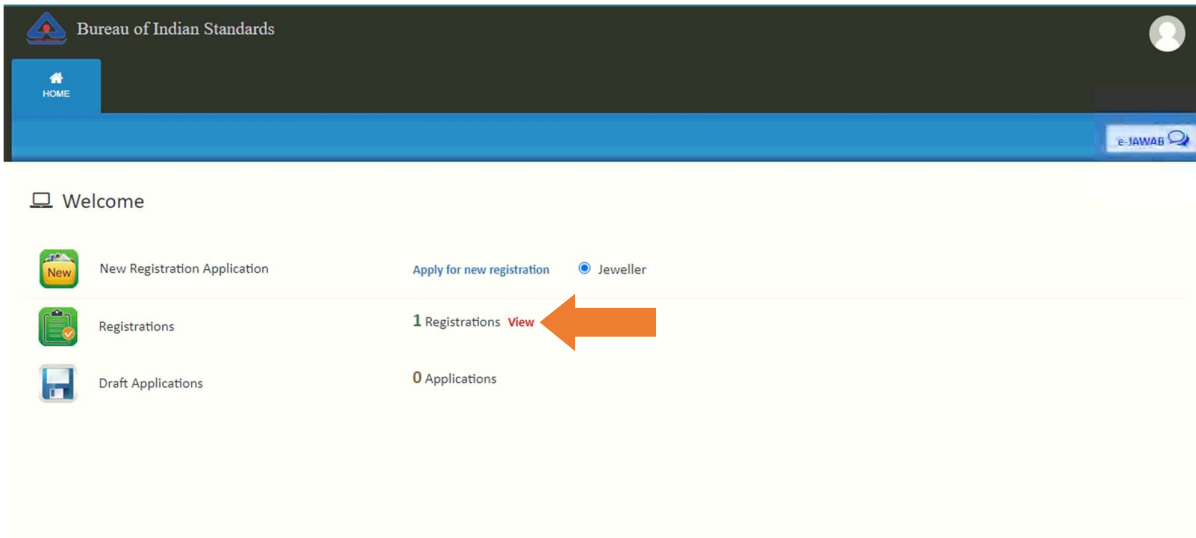 Bureau of Indian Standards
HOME
e-JAWAB
Welcome
New
New Registration Application
Apply for new registration
Jeweller
Registrations
1 Registrations View
Draft Applications
0 Applications